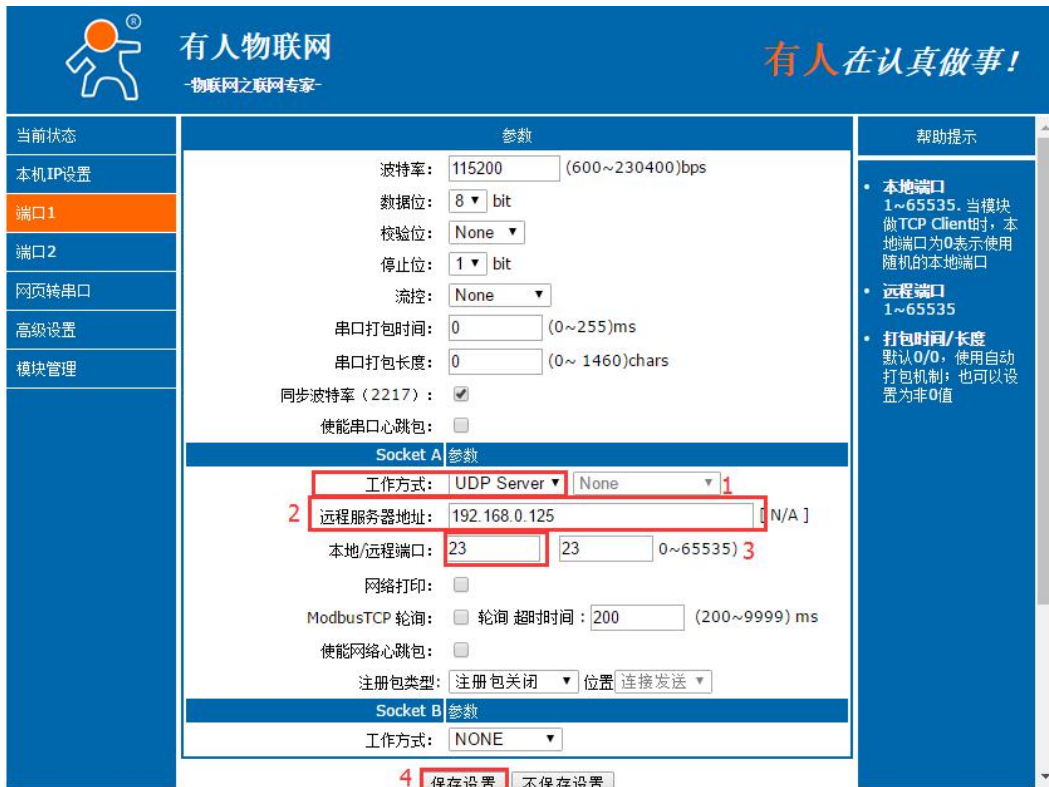 ®
有人物联网
-物联网之联网专家-
有人在认真做事!
当前状态
本机IP设置
端口1
端口2
网页转串口
高级设置
模块管理
参数
波特率: 115200 (600~230400)bps
数据位: 8 ▼ bit
校验位: None ▼
停止位: 1 ▼ bit
流控: None ▼
串口打包时间: 0 (0~255)ms
串口打包长度: 0 (0~ 1460)chars
同步波特率(2217):
使能串口心跳包:
Socket A 参数
工作方式: UDP Server ▼ None ▼ 1
2 远程服务器地址: 192.168.0.125 [ N/A ]
本地/远程端口: 23 23 0~65535) 3
网络打印:
ModbusTCP 轮询: 轮询 超时时间:200 (200~9999) ms
使能网络心跳包:
注册包类型: 注册包关闭 ▼ 位置 连接发送 ▼
Socket B 参数
工作方式: NONE ▼
4 保存设置 不保存设置
帮助提示
• 本地端口
1~65535. 当模块
做TCP Client时,本
地端口为0表示使用
随机的本地端口
• 远程端口
1~65535
• 打包时间/长度
默认0/0,使用自动
打包机制;也可以设
置为非0值